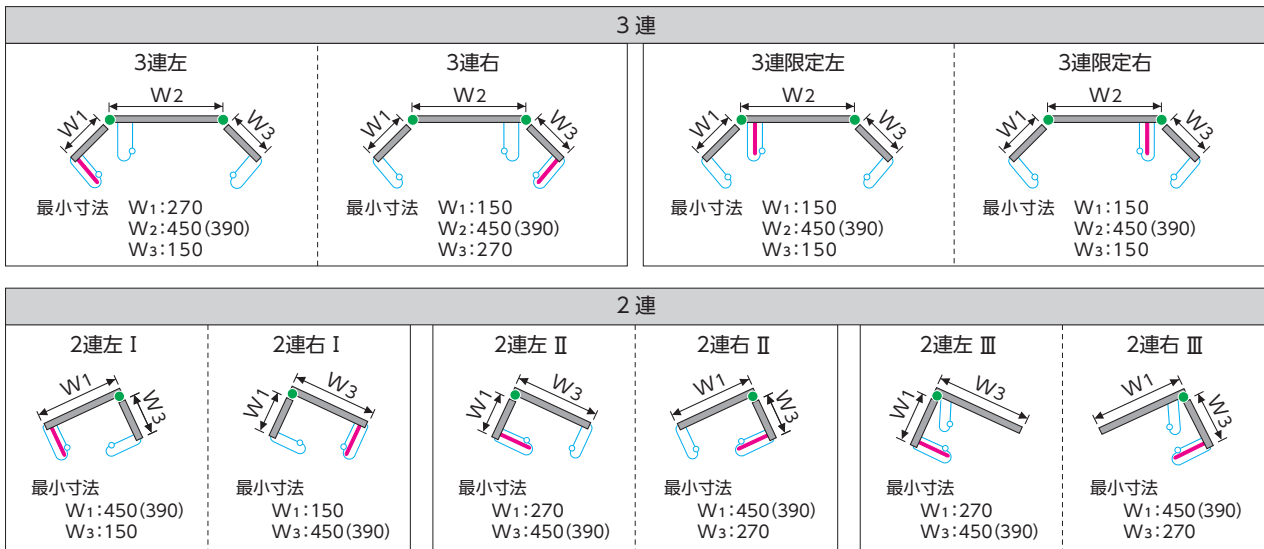 3連
3連左
W2
W1
W3
最小寸法 W1:270
W2:450(390)
W3:150
3連右
W2
W1
W3
最小寸法 W1:150
W2:450(390)
W3:270
3連限定左
W2
W1
W3
最小寸法 W1:150
W2:450(390)
W3:150
3連限定右
W2
W1
W3
最小寸法 W1:150
W2:450(390)
W3:150
2連
2連左 Ⅰ
W1
W3
最小寸法
W1:450(390)
W3:150
2連右 Ⅰ
W1
W3
最小寸法
W1:150
W3:450(390)
2連左 Ⅱ
W1
W3
最小寸法
W1:270
W3:450(390)
2連右 Ⅱ
W1
W3
最小寸法
W1:450(390)
W3:270
2連左 Ⅲ
W1
W3
最小寸法
W1:270
W3:450(390)
2連右 Ⅲ
W1
W3
最小寸法
W1:450(390)
W3:270